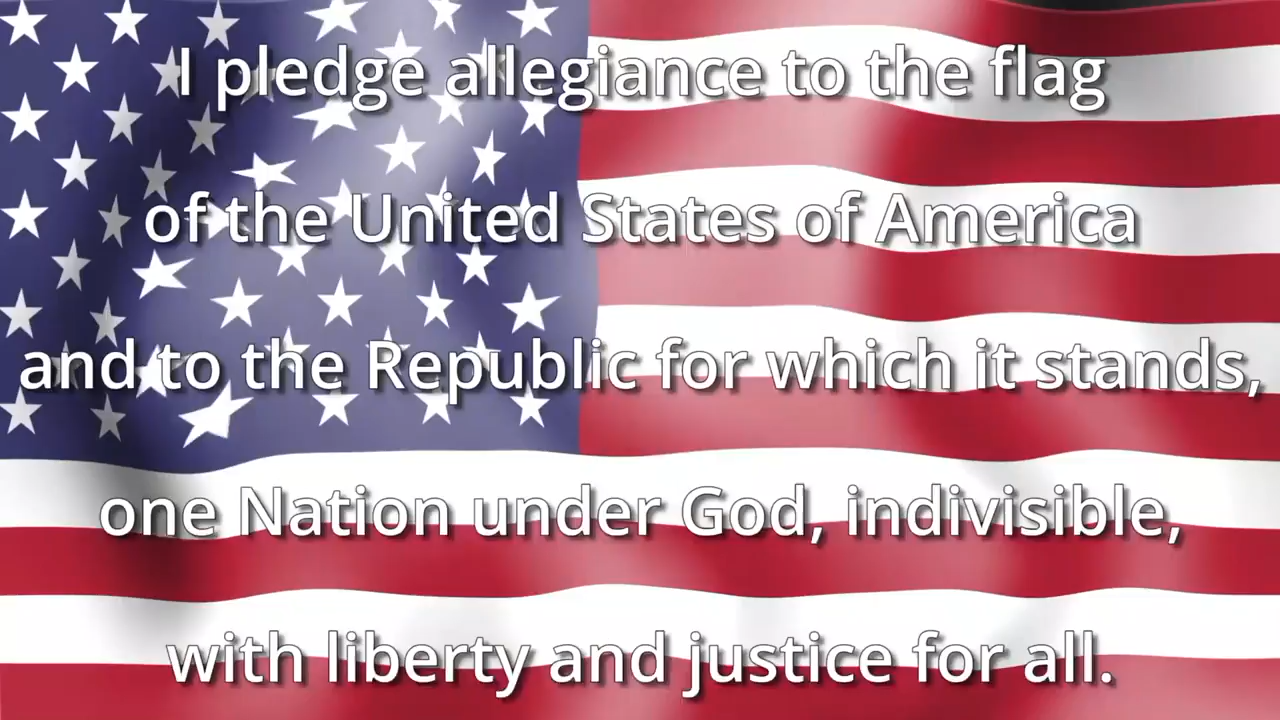 I pledge allegiance to the flag
of the United States of America
and to the Republic for which it stands,
one Nation under God, indivisible,
with liberty and justice for all.